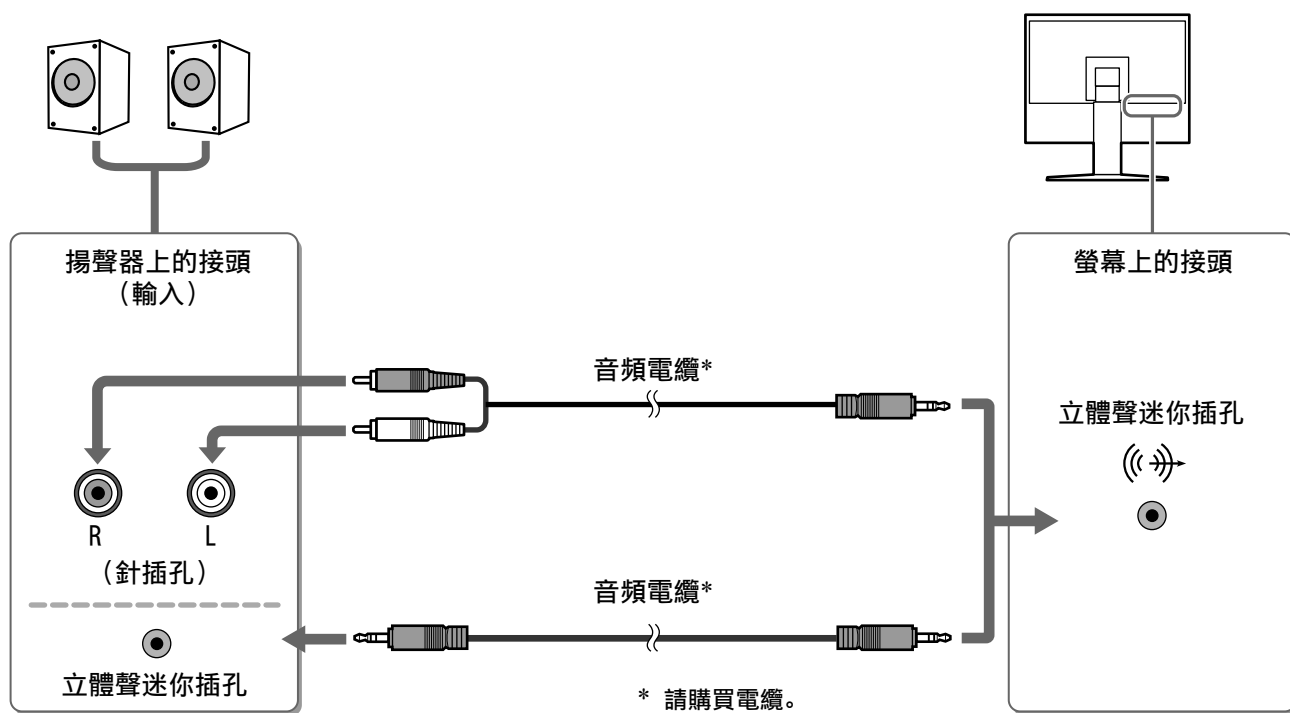 揚聲器上的接頭
（輸入）
螢幕上的接頭
音頻電纜*
立體聲迷你插孔
R
L
（針插孔）
音頻電纜*
立體聲迷你插孔
* 請購買電纜。